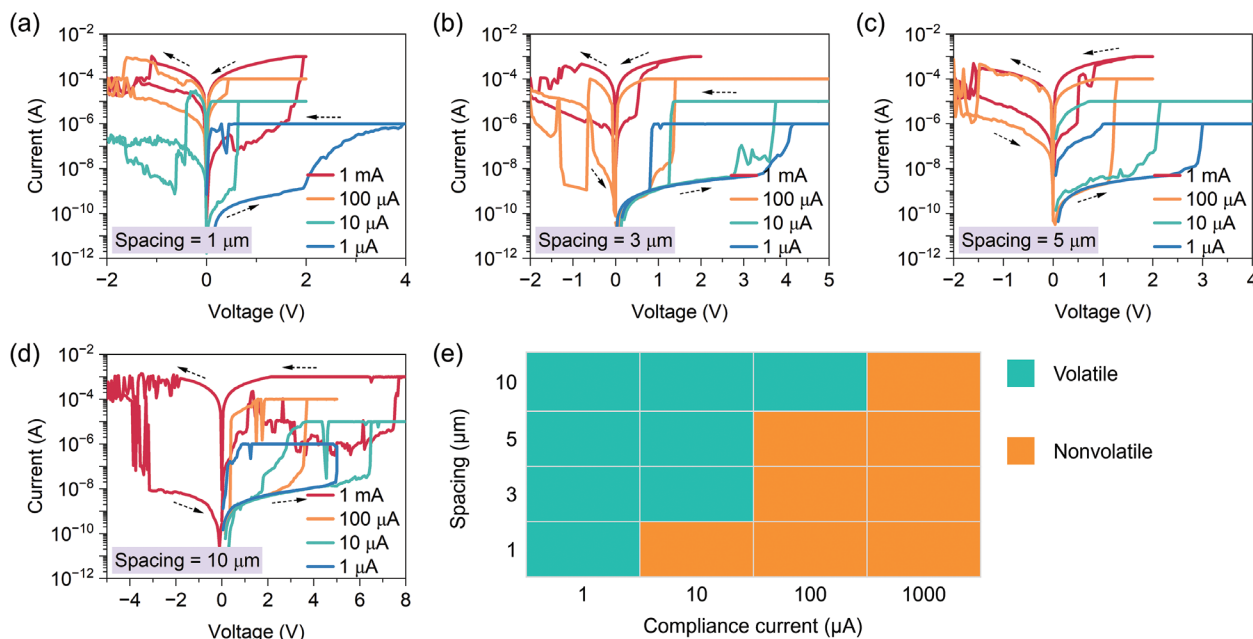 (a)
10⁻²
10⁻⁴
10⁻⁶
10⁻⁸
10⁻¹⁰
10⁻¹²
Current (A)
1 mA
100 μA
10 μA
1 μA
Spacing = 1 μm
−2 0 2 4
Voltage (V)
(b)
10⁻²
10⁻⁴
10⁻⁶
10⁻⁸
10⁻¹⁰
10⁻¹²
Current (A)
1 mA
100 μA
10 μA
1 μA
Spacing = 3 μm
−2 −1 0 1 2 3 4 5
Voltage (V)
(c)
10⁻²
10⁻⁴
10⁻⁶
10⁻⁸
10⁻¹⁰
10⁻¹²
Current (A)
1 mA
100 μA
10 μA
1 μA
Spacing = 5 μm
−2 −1 0 1 2 3 4
Voltage (V)
(d)
10⁻²
10⁻⁴
10⁻⁶
10⁻⁸
10⁻¹⁰
10⁻¹²
Current (A)
1 mA
100 μA
10 μA
1 μA
Spacing = 10 μm
−4 −2 0 2 4 6 8
Voltage (V)
(e)
10
5
3
1
Spacing (μm)
1 10 100 1000
Compliance current (μA)
Volatile
Nonvolatile